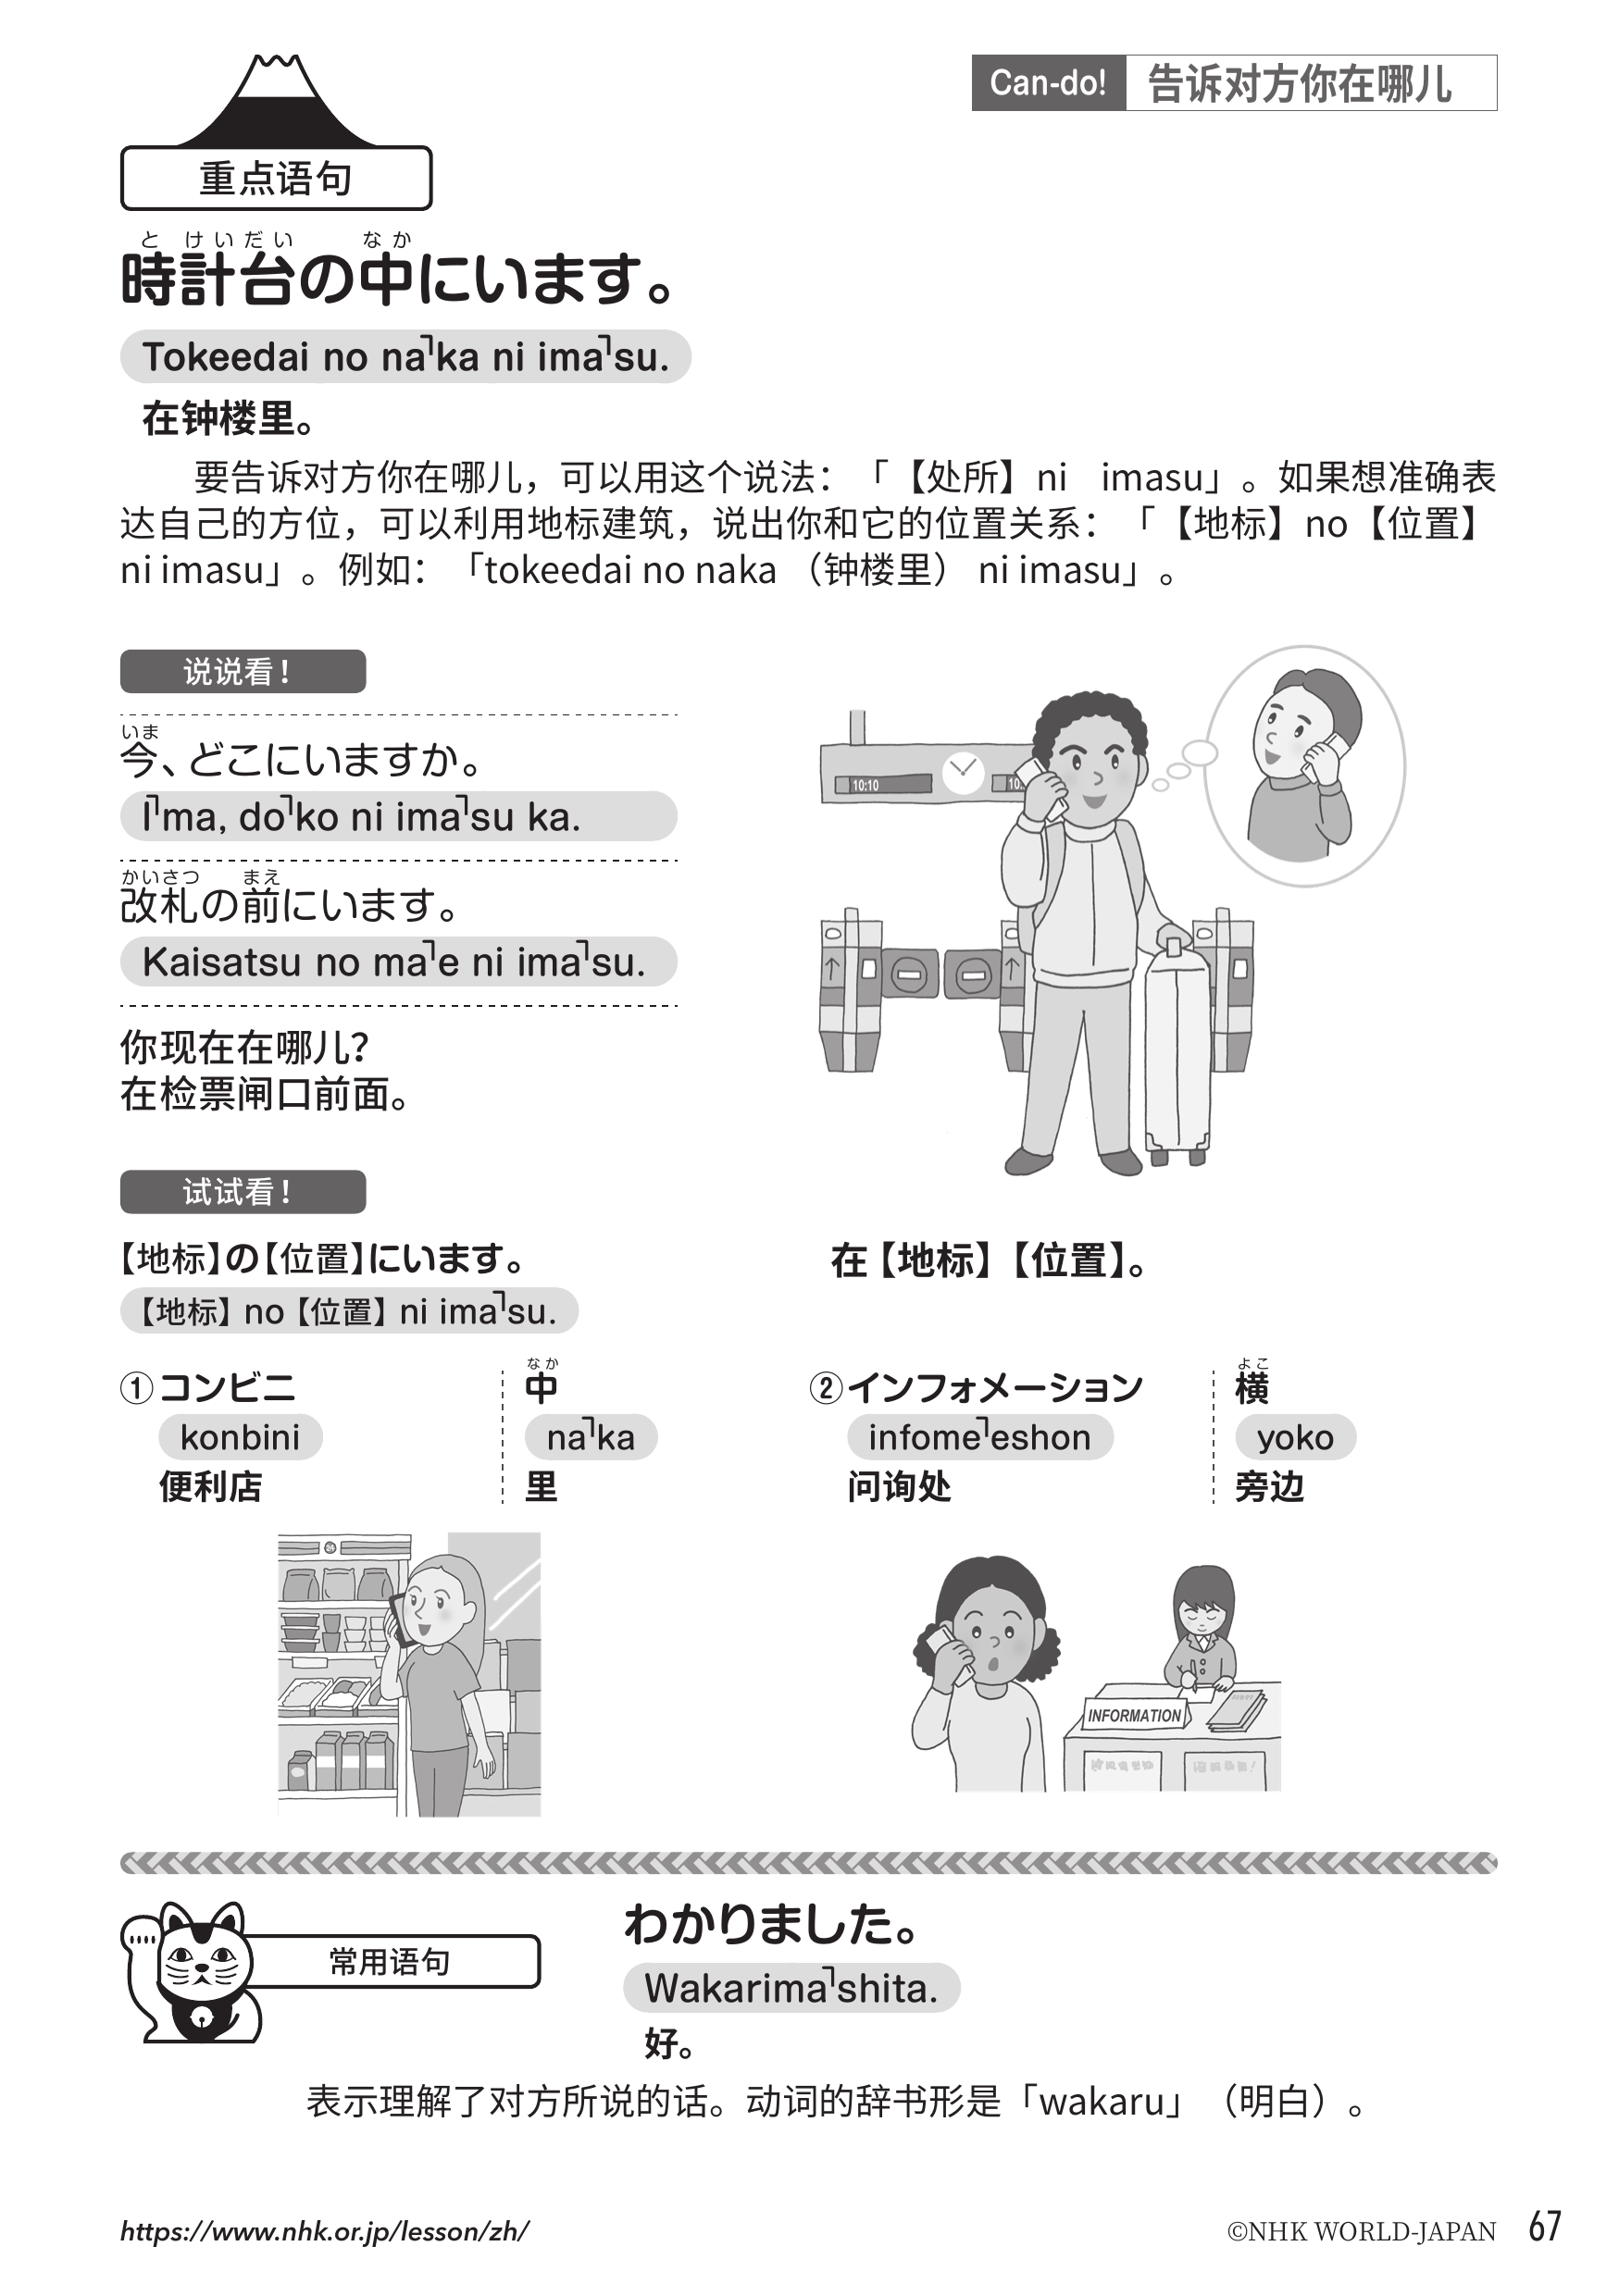 Can-do! 告诉对方你在哪儿
重点语句
と けいだい なか
時計台の中にいます。
Tokeedai no na˥ka ni ima˥su.
在钟楼里。
要告诉对方你在哪儿，可以用这个说法：「【处所】ni imasu」。如果想准确表
达自己的方位，可以利用地标建筑，说出你和它的位置关系：「【地标】no【位置】
ni imasu」。例如：「tokeedai no naka （钟楼里） ni imasu」。
说说看！
いま
今、どこにいますか。
I˥ma, do˥ko ni ima˥su ka.
かいさつ まえ
改札の前にいます。
Kaisatsu no ma˥e ni ima˥su.
你现在在哪儿？
在检票闸口前面。
10:10
10:
试试看！
【地标】の【位置】にいます。
【地标】no【位置】ni ima˥su.
在【地标】【位置】。
①コンビニ
konbini
便利店
なか
中
na˥ka
里
②インフォメーション
infome˥eshon
问询处
よこ
横
yoko
旁边
INFORMATION
常用语句
わかりました。
Wakarima˥shita.
好。
表示理解了对方所说的话。动词的辞书形是「wakaru」（明白）。
https://www.nhk.or.jp/lesson/zh/
©NHK WORLD-JAPAN 67